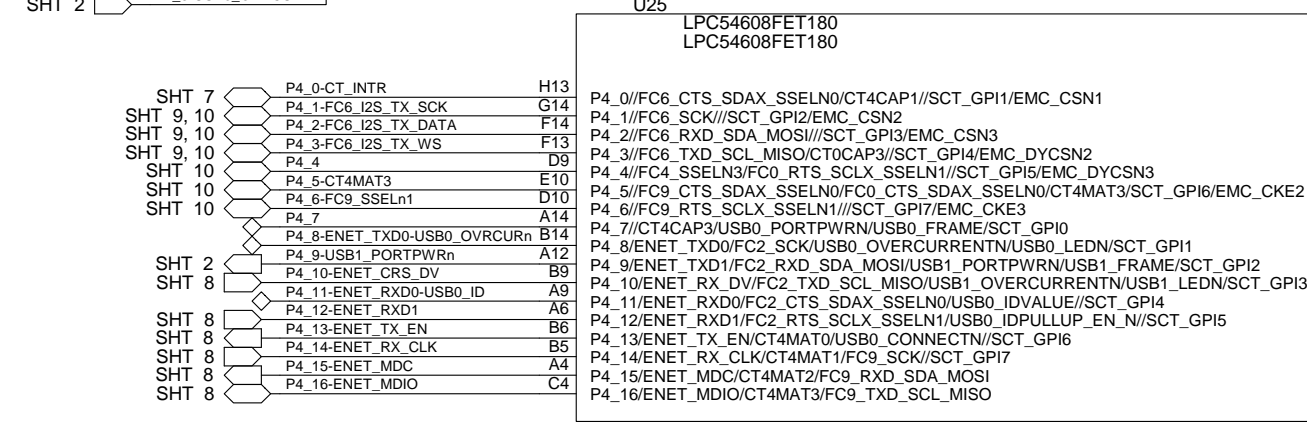 SHT 2
U25
LPC54608FET180
LPC54608FET180
SHT 7 P4_0-CT_INTR H13 P4_0//FC6_CTS_SDAX_SSELN0/CT4CAP1//SCT_GPI1/EMC_CSN1
SHT 9, 10 P4_1-FC6_I2S_TX_SCK G14 P4_1//FC6_SCK///SCT_GPI2/EMC_CSN2
SHT 9, 10 P4_2-FC6_I2S_TX_DATA F14 P4_2//FC6_RXD_SDA_MOSI///SCT_GPI3/EMC_CSN3
SHT 9, 10 P4_3-FC6_I2S_TX_WS F13 P4_3//FC6_TXD_SCL_MISO/CT0CAP3//SCT_GPI4/EMC_DYCSN2
SHT 10 P4_4 D9 P4_4//FC4_SSELN3/FC0_RTS_SCLX_SSELN1//SCT_GPI5/EMC_DYCSN3
SHT 10 P4_5-CT4MAT3 E10 P4_5//FC9_CTS_SDAX_SSELN0/FC0_CTS_SDAX_SSELN0/CT4MAT3/SCT_GPI6/EMC_CKE2
SHT 10 P4_6-FC9_SSELn1 D10 P4_6//FC9_RTS_SCLX_SSELN1///SCT_GPI7/EMC_CKE3
P4_7 A14 P4_7//CT4CAP3/USB0_PORTPWRN/USB0_FRAME/SCT_GPI0
P4_8-ENET_TXD0-USB0_OVRCURn B14 P4_8/ENET_TXD0/FC2_SCK/USB0_OVERCURRENTN/USB0_LEDN/SCT_GPI1
SHT 2 P4_9-USB1_PORTPWRn A12 P4_9/ENET_TXD1/FC2_RXD_SDA_MOSI/USB1_PORTPWRN/USB1_FRAME/SCT_GPI2
SHT 8 P4_10-ENET_CRS_DV B9 P4_10/ENET_RX_DV/FC2_TXD_SCL_MISO/USB1_OVERCURRENTN/USB1_LEDN/SCT_GPI3
P4_11-ENET_RXD0-USB0_ID A9 P4_11/ENET_RXD0/FC2_CTS_SDAX_SSELN0/USB0_IDVALUE//SCT_GPI4
SHT 8 P4_12-ENET_RXD1 A6 P4_12/ENET_RXD1/FC2_RTS_SCLX_SSELN1/USB0_IDPULLUP_EN_N//SCT_GPI5
SHT 8 P4_13-ENET_TX_EN B6 P4_13/ENET_TX_EN/CT4MAT0/USB0_CONNECTN//SCT_GPI6
SHT 8 P4_14-ENET_RX_CLK B5 P4_14/ENET_RX_CLK/CT4MAT1/FC9_SCK//SCT_GPI7
SHT 8 P4_15-ENET_MDC A4 P4_15/ENET_MDC/CT4MAT2/FC9_RXD_SDA_MOSI
SHT 8 P4_16-ENET_MDIO C4 P4_16/ENET_MDIO/CT4MAT3/FC9_TXD_SCL_MISO